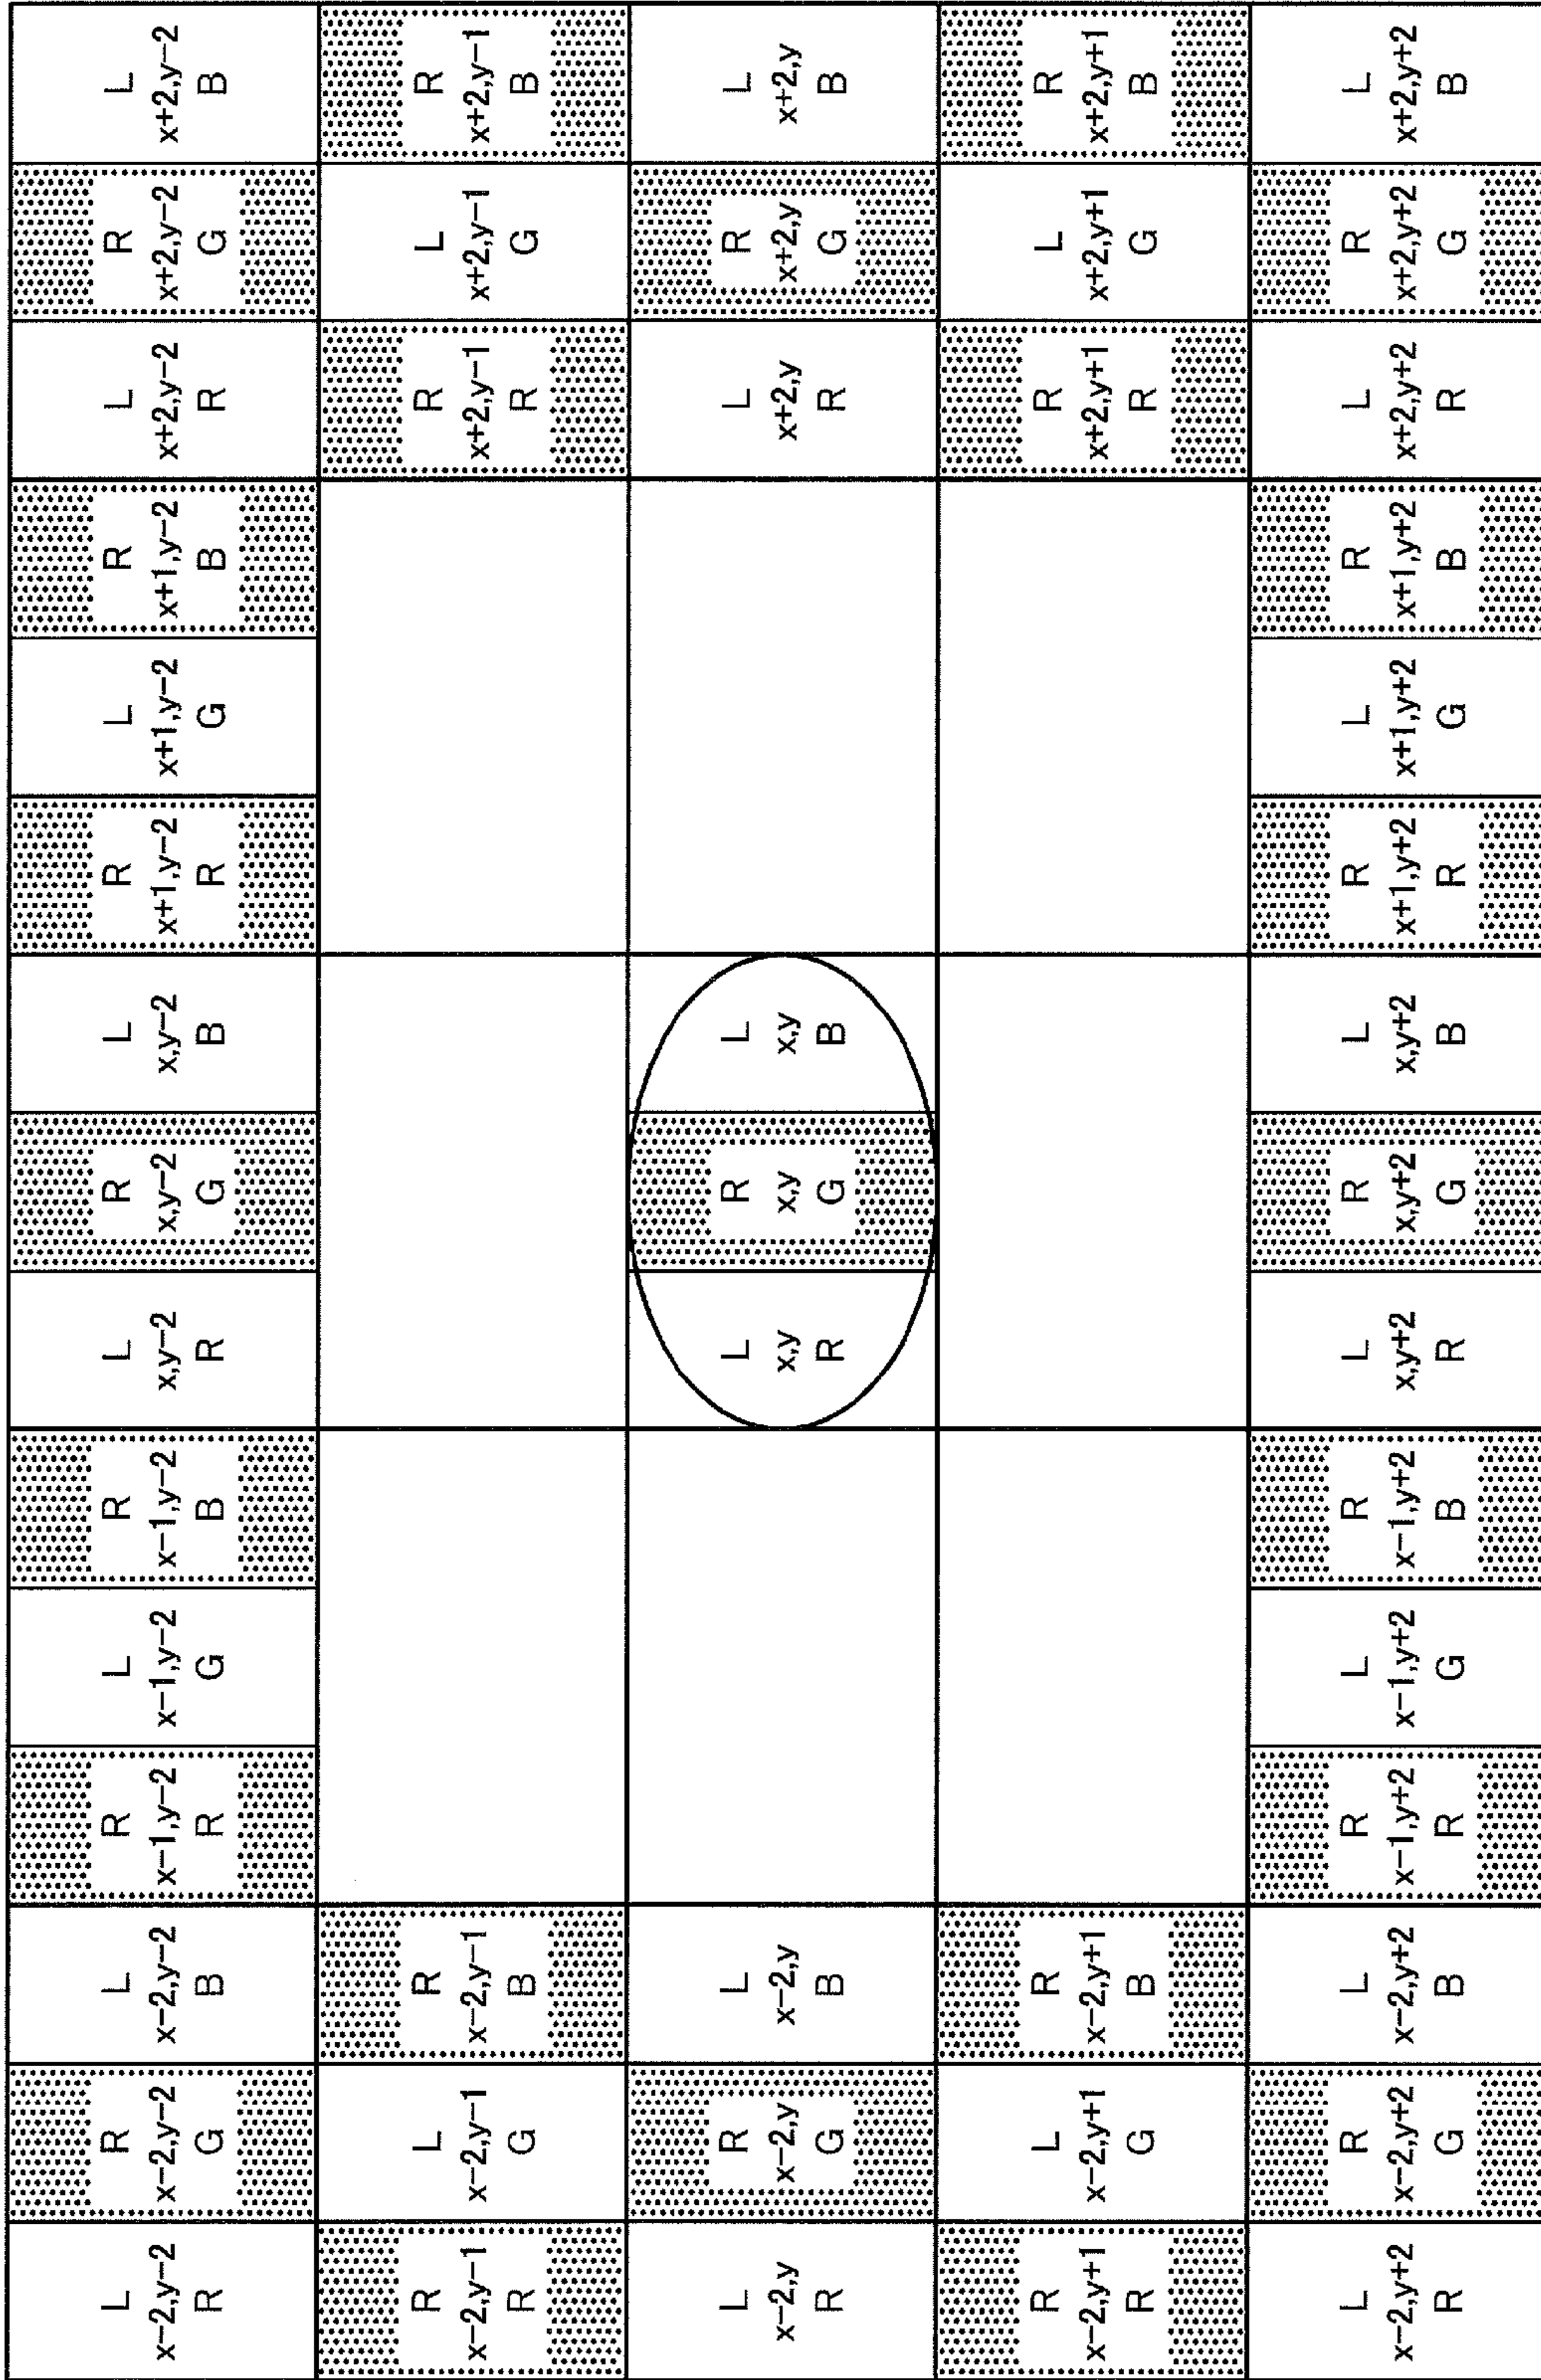 L
x-2,y-2
R
R
x-2,y-2
G
L
x-2,y-2
B
R
x-1,y-2
R
L
x-1,y-2
G
R
x-1,y-2
B
L
x,y-2
R
R
x,y-2
G
L
x,y-2
B
R
x+1,y-2
R
L
x+1,y-2
G
R
x+1,y-2
B
L
x+2,y-2
R
R
x+2,y-2
G
L
x+2,y-2
B
R
x-2,y-1
R
L
x-2,y-1
G
R
x-2,y-1
B
R
x+2,y-1
R
L
x+2,y-1
G
R
x+2,y-1
B
L
x-2,y
R
R
x-2,y
G
L
x-2,y
B
L
x,y
R
R
x,y
G
L
x,y
B
L
x+2,y
R
R
x+2,y
G
L
x+2,y
B
R
x-2,y+1
R
L
x-2,y+1
G
R
x-2,y+1
B
R
x+2,y+1
R
L
x+2,y+1
G
R
x+2,y+1
B
L
x-2,y+2
R
R
x-2,y+2
G
L
x-2,y+2
B
R
x-1,y+2
R
L
x-1,y+2
G
R
x-1,y+2
B
L
x,y+2
R
R
x,y+2
G
L
x,y+2
B
R
x+1,y+2
R
L
x+1,y+2
G
R
x+1,y+2
B
L
x+2,y+2
R
R
x+2,y+2
G
L
x+2,y+2
B